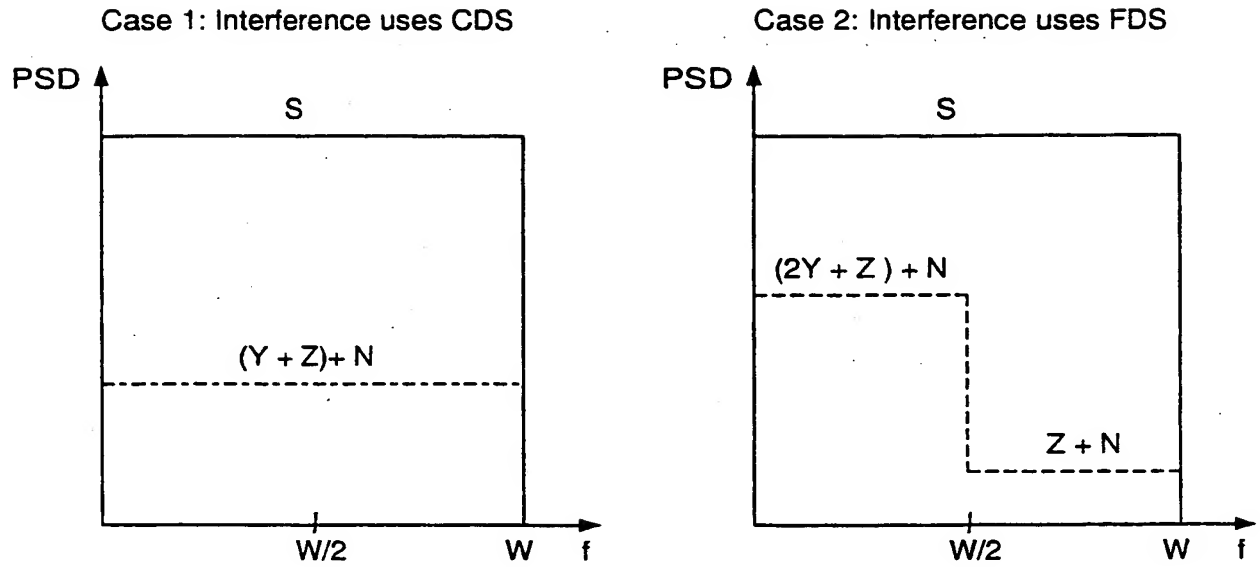 Case 1: Interference uses CDS
PSD
S
(Y + Z)+ N
W/2
W
f
Case 2: Interference uses FDS
PSD
S
(2Y + Z ) + N
Z + N
W/2
W
f